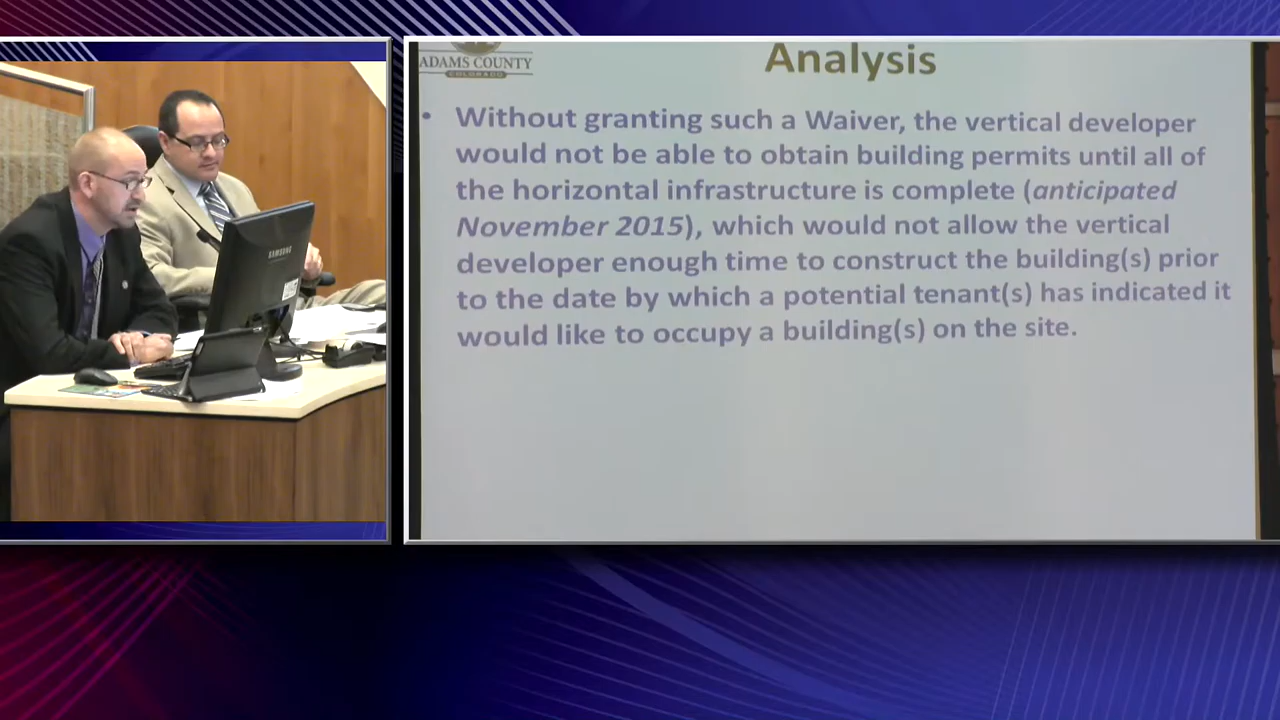 ADAMS COUNTY
COLORADO
Analysis
• Without granting such a Waiver, the vertical developer
would not be able to obtain building permits until all of
the horizontal infrastructure is complete (anticipated
November 2015), which would not allow the vertical
developer enough time to construct the building(s) prior
to the date by which a potential tenant(s) has indicated it
would like to occupy a building(s) on the site.
SAMSUNG